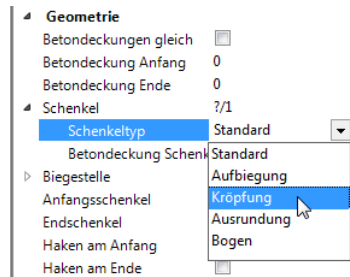 Geometrie
Betondeckungen gleich
Betondeckung Anfang 0
Betondeckung Ende 0
Schenkel ?/1
Schenkeltyp Standard
Betondeckung Schenk Standard
Biegestelle Aufbiegung
Anfangsschenkel Kröpfung
Endschenkel Ausrundung
Haken am Anfang Bogen
Haken am Ende